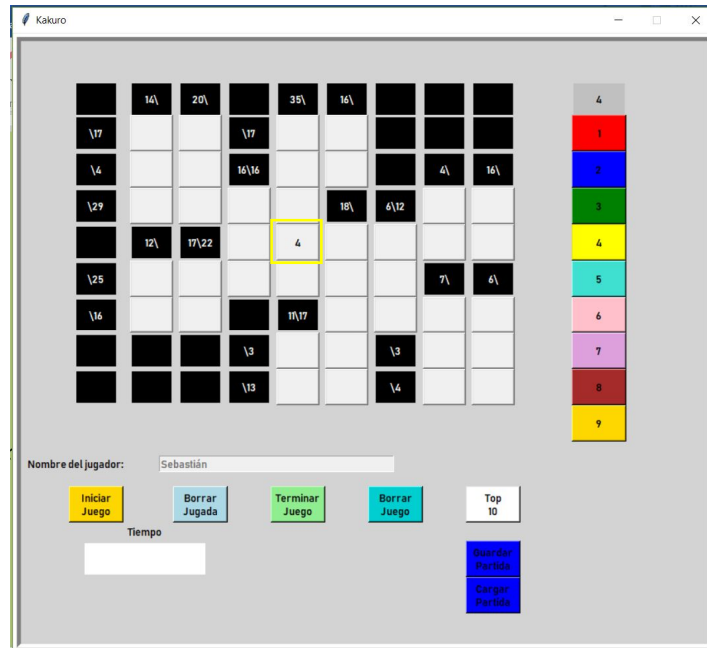 Kakuro
14\ 20\ 35\ 16\ 4
\17 \17 1
\4 16\16 4\ 16\ 2
\29 18\ 6\12 3
12\ 17\22 4 4
\25 7\ 6\ 5
\16 11\17 6
\3 \3 7
\13 \4 8
9
Nombre del jugador: Sebastián
Iniciar Juego
Borrar Jugada
Terminar Juego
Borrar Juego
Top 10
Tiempo
Guardar Partida
Cargar Partida